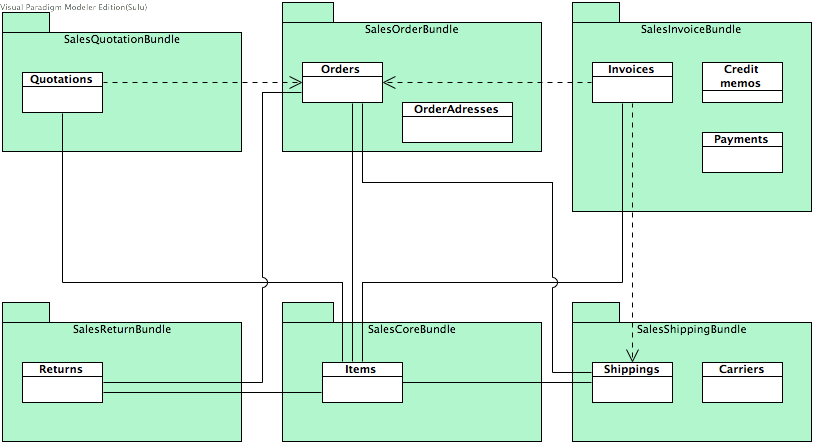 Visual Paradigm Modeler Edition(Sulu)
SalesQuotationBundle
SalesOrderBundle
SalesInvoiceBundle
Quotations
Orders
Invoices
Credit
memos
OrderAdresses
Payments
SalesReturnBundle
SalesCoreBundle
SalesShippingBundle
Returns
Items
Shippings
Carriers